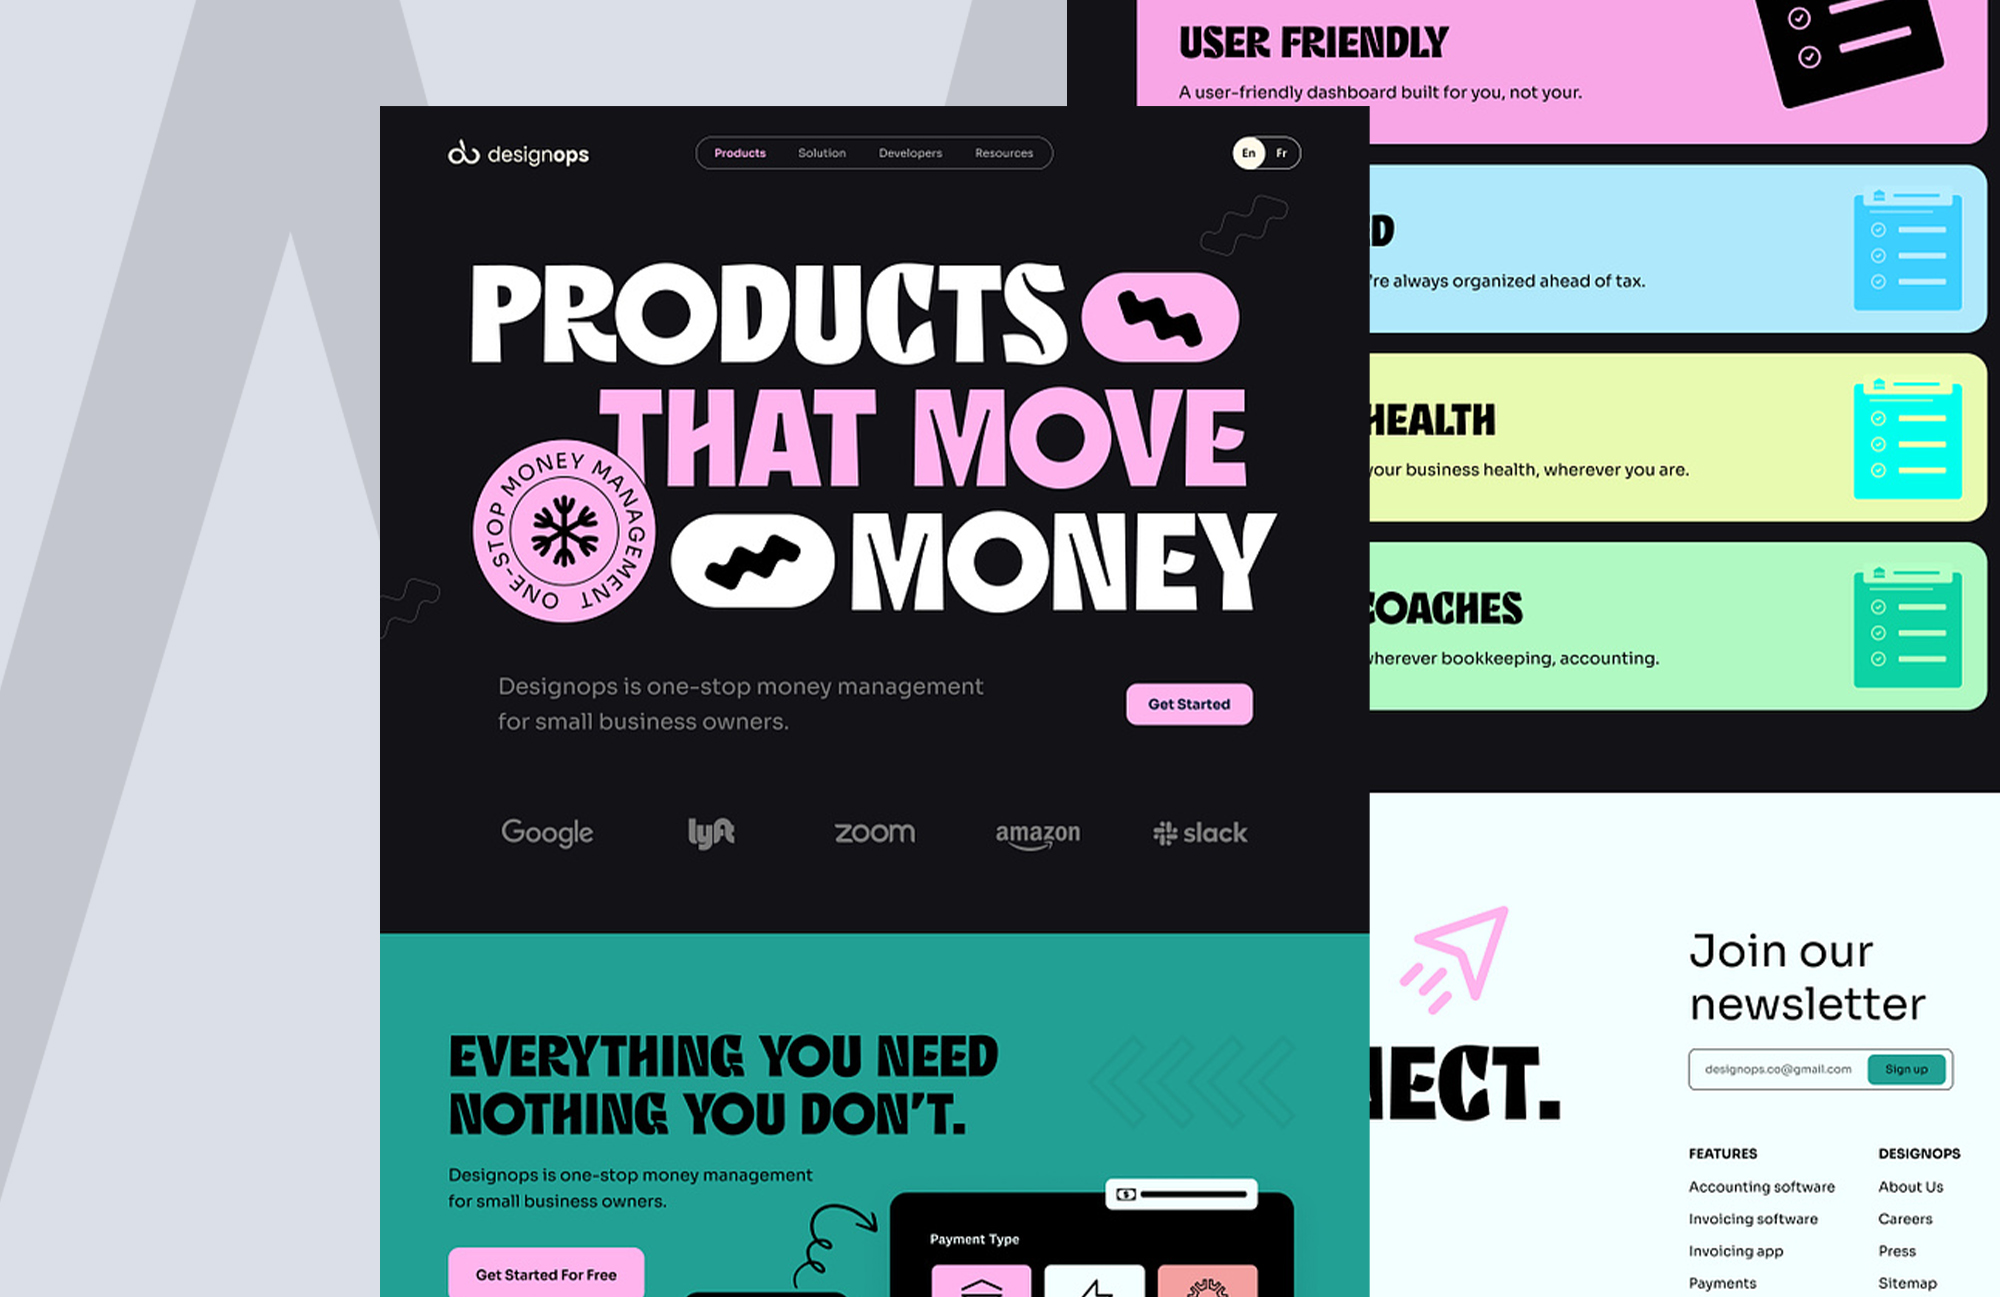 designops
Products Solution Developers Resources
En Fr
PRODUCTS
THAT MOVE
MONEY
ONE-STOP MONEY MANAGEMENT
Designops is one-stop money management
for small business owners.
Get Started
Google lyft zoom amazon slack
EVERYTHING YOU NEED
NOTHING YOU DON'T.
Designops is one-stop money management
for small business owners.
Get Started For Free
Payment Type
USER FRIENDLY
A user-friendly dashboard built for you, not your.
're always organized ahead of tax.
HEALTH
your business health, wherever you are.
COACHES
wherever bookkeeping, accounting.
NECT.
Join our
newsletter
designops.co@gmail.com Sign up
FEATURES DESIGNOPS
Accounting software About Us
Invoicing software Careers
Invoicing app Press
Payments Sitemap